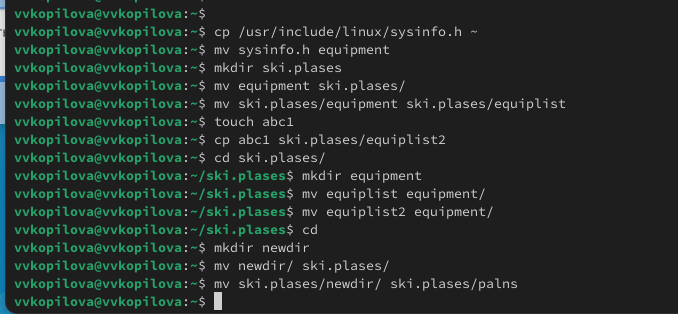 vvkopilova@vvkopilova:~$
vvkopilova@vvkopilova:~$ cp /usr/include/linux/sysinfo.h ~
vvkopilova@vvkopilova:~$ mv sysinfo.h equipment
vvkopilova@vvkopilova:~$ mkdir ski.plases
vvkopilova@vvkopilova:~$ mv equipment ski.plases/
vvkopilova@vvkopilova:~$ mv ski.plases/equipment ski.plases/equiplist
vvkopilova@vvkopilova:~$ touch abc1
vvkopilova@vvkopilova:~$ cp abc1 ski.plases/equiplist2
vvkopilova@vvkopilova:~$ cd ski.plases/
vvkopilova@vvkopilova:~/ski.plases$ mkdir equipment
vvkopilova@vvkopilova:~/ski.plases$ mv equiplist equipment/
vvkopilova@vvkopilova:~/ski.plases$ mv equiplist2 equipment/
vvkopilova@vvkopilova:~/ski.plases$ cd
vvkopilova@vvkopilova:~$ mkdir newdir
vvkopilova@vvkopilova:~$ mv newdir/ ski.plases/
vvkopilova@vvkopilova:~$ mv ski.plases/newdir/ ski.plases/palns
vvkopilova@vvkopilova:~$